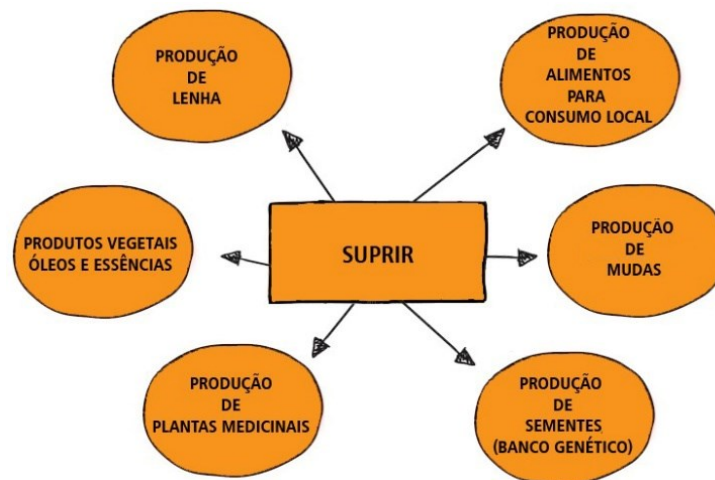 PRODUÇÃO
DE
LENHA
PRODUÇÃO
DE
ALIMENTOS
PARA
CONSUMO LOCAL
PRODUTOS VEGETAIS
ÓLEOS E ESSÊNCIAS
SUPRIR
PRODUÇÃO
DE
MUDAS
PRODUÇÃO
DE
PLANTAS MEDICINAIS
PRODUÇÃO
DE
SEMENTES
(BANCO GENÉTICO)